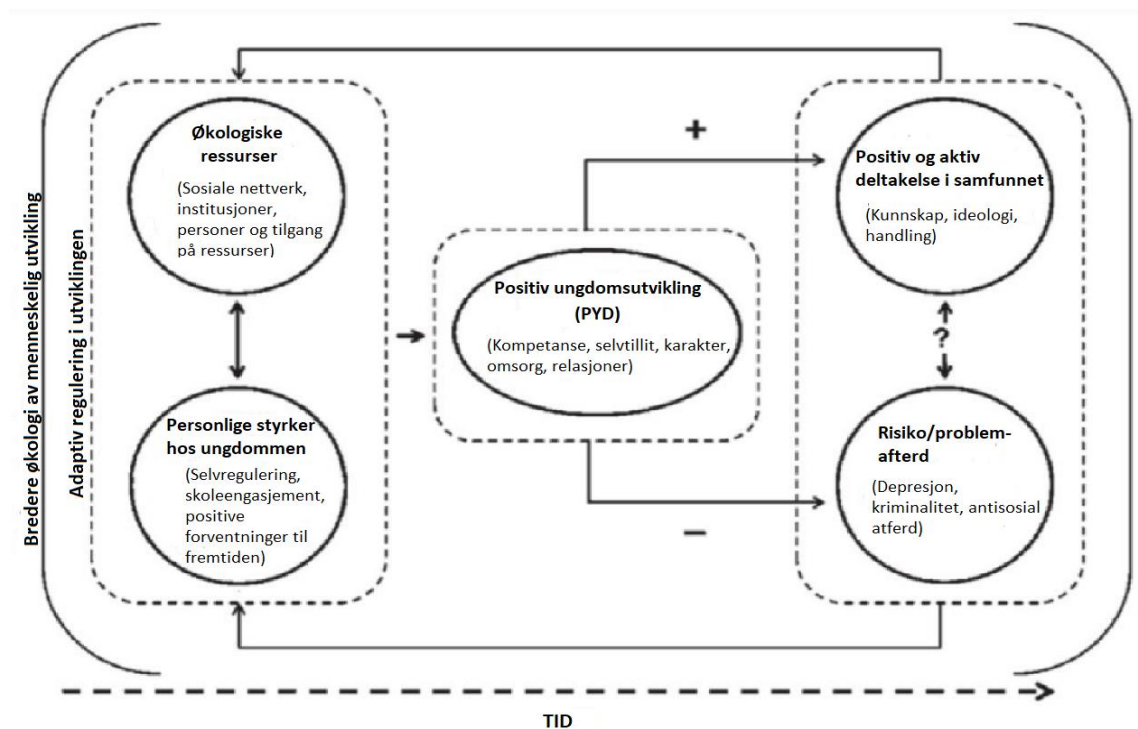 Bredere økologi av menneskelig utvikling
Adaptiv regulering i utviklingen
Økologiske
ressurser
(Sosiale nettverk,
institusjoner,
personer og tilgang
på ressurser)
Personlige styrker
hos ungdommen
(Selvregulering,
skoleengasjement,
positive
forventninger til
fremtiden)
Positiv ungdomsutvikling
(PYD)
(Kompetanse, selvtillit, karakter,
omsorg, relasjoner)
+
−
Positiv og aktiv
deltakelse i samfunnet
(Kunnskap, ideologi,
handling)
?
Risiko/problem-
afterd
(Depresjon,
kriminalitet, antisosial
atferd)
TID